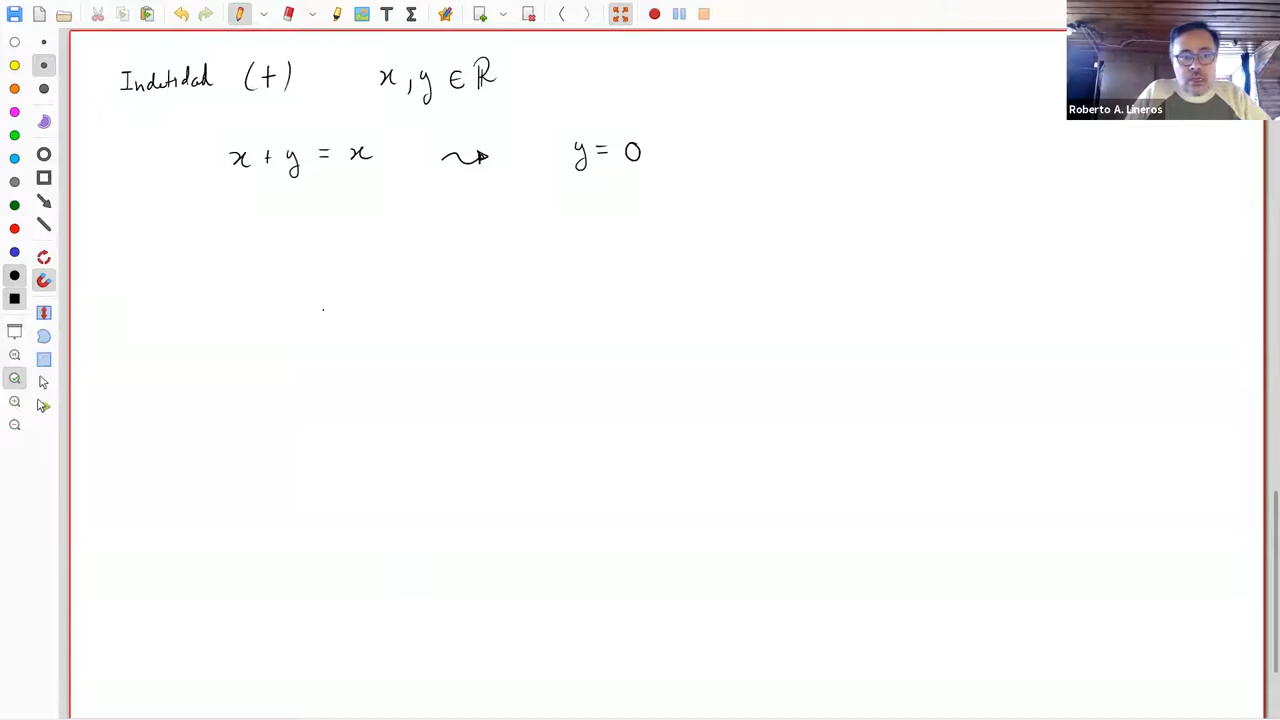 Indetidad (+) x, y ∈ ℝ
x + y = x ⇝ y = 0
Roberto A. Lineros